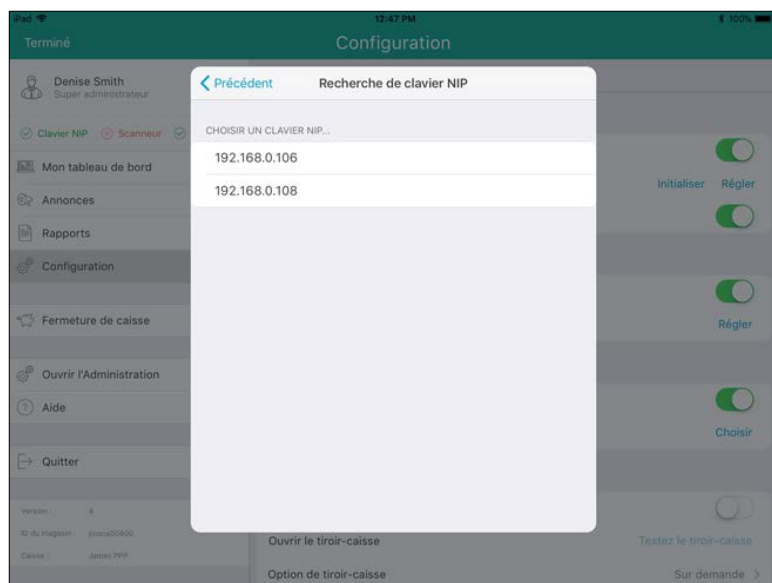 iPad 12:47 PM 100%
Terminé Configuration
Denise Smith
Super administrateur
Clavier NIP Scanneur
Mon tableau de bord
Annonces
Rapports
Configuration
Fermeture de caisse
Ouvrir l'Administration
Aide
Quitter
Version : 4
ID du magasin :
Caisse : James PPP
Précédent Recherche de clavier NIP
CHOISIR UN CLAVIER NIP...
192.168.0.106
192.168.0.108
Initialiser Régler
Régler
Choisir
Ouvrir le tiroir-caisse Testez le tiroir-caisse
Option de tiroir-caisse Sur demande